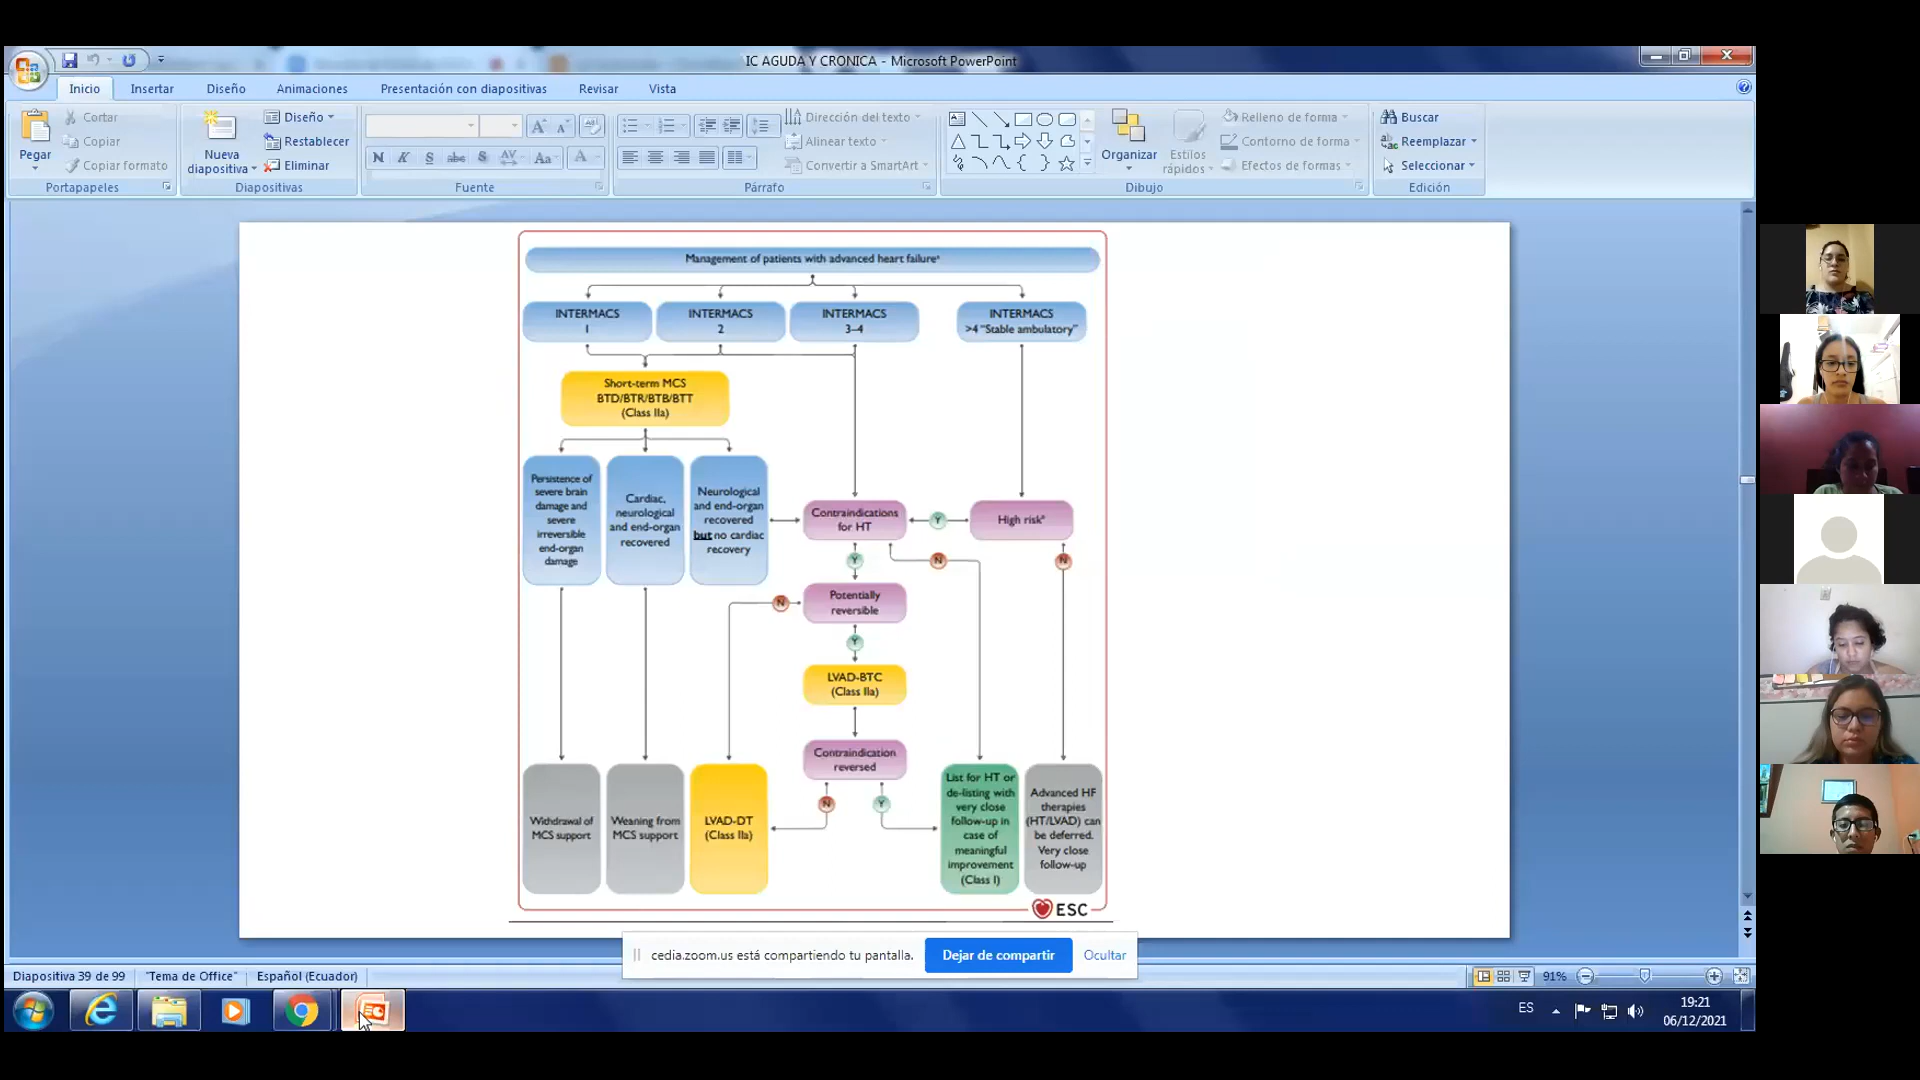 IC AGUDA Y CRONICA - Microsoft PowerPoint
Inicio
Insertar
Diseño
Animaciones
Presentación con diapositivas
Revisar
Vista
Pegar
Cortar
Copiar
Copiar formato
Portapapeles
Nueva
diapositiva
Diseño
Restablecer
Eliminar
Diapositivas
N K S abe S AV Aa A
Fuente
Dirección del texto
Alinear texto
Convertir a SmartArt
Párrafo
Organizar
Estilos
rápidos
Relleno de forma
Contorno de forma
Efectos de formas
Dibujo
Buscar
Reemplazar
Seleccionar
Edición
Management of patients with advanced heart failureª
INTERMACS
1
INTERMACS
2
INTERMACS
3–4
INTERMACS
>4 “Stable ambulatory”
Short-term MCS
BTD/BTR/BTB/BTT
(Class IIa)
Persistence of
severe brain
damage and
severe
irreversible
end-organ
damage
Cardiac,
neurological
and end-organ
recovered
Neurological
and end-organ
recovered
but no cardiac
recovery
Contraindications
for HT
Y
High riskª
Y
N
N
Potentially
reversible
N
Y
LVAD-BTC
(Class IIa)
Contraindication
reversed
N
Y
Withdrawal of
MCS support
Weaning from
MCS support
LVAD-DT
(Class IIa)
List for HT or
de-listing with
very close
follow-up in
case of
meaningful
improvement
(Class I)
Advanced HF
therapies
(HT/LVAD) can
be deferred.
Very close
follow-up
ESC
cedia.zoom.us está compartiendo tu pantalla.
Dejar de compartir
Ocultar
Diapositiva 39 de 99
"Tema de Office"
Español (Ecuador)
91%
ES
19:21
06/12/2021